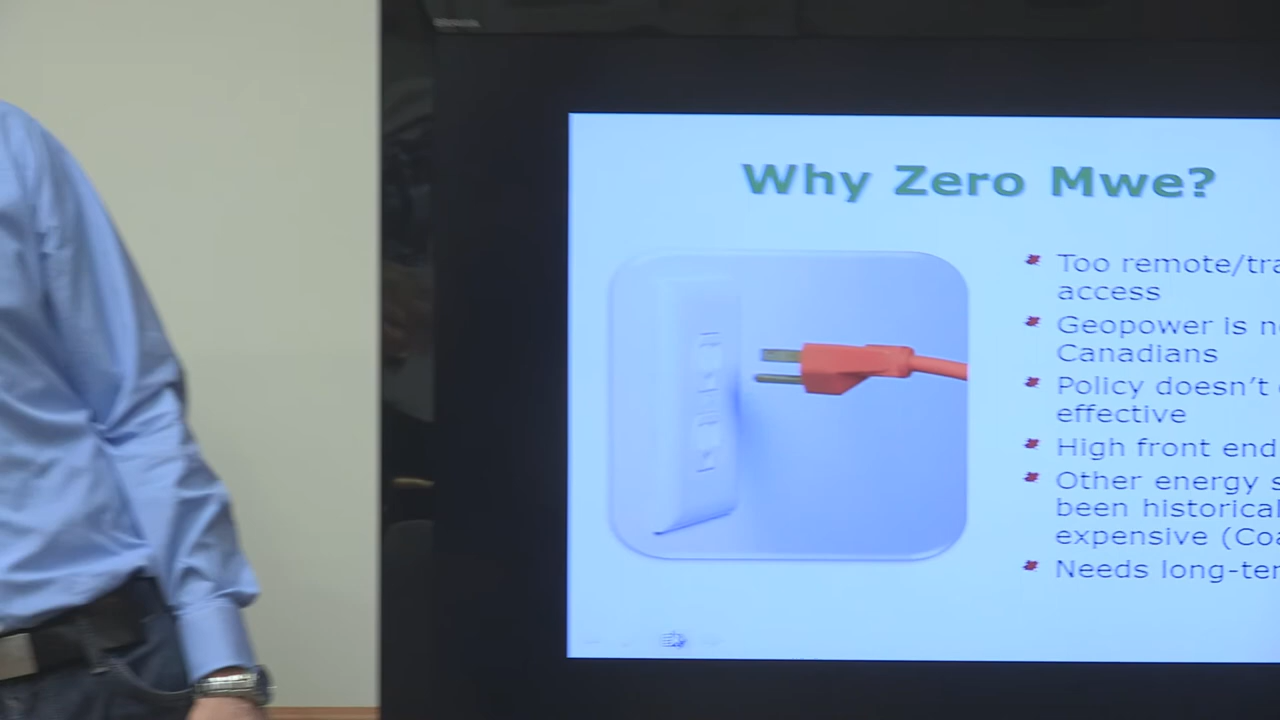 Why Zero Mwe?
Too remote/tra
access
Geopower is n
Canadians
Policy doesn't
effective
High front end
Other energy s
been historical
expensive (Coa
Needs long-ter